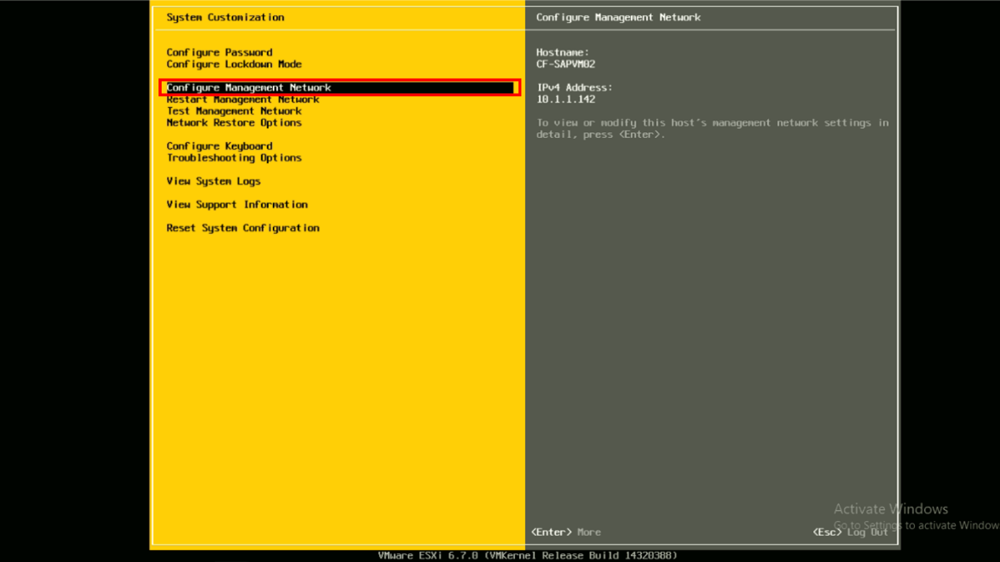 System Customization
Configure Password
Configure Lockdown Mode
Configure Management Network
Restart Management Network
Test Management Network
Network Restore Options
Configure Keyboard
Troubleshooting Options
View System Logs
View Support Information
Reset System Configuration
Configure Management Network
Hostname:
CF-SAPVM02
IPv4 Address:
10.1.1.142
To view or modify this host's management network settings in
detail, press <Enter>.
Activate Windows
Go to Settings to activate Window
<Enter> More
<Esc> Log Out
VMware ESXi 6.7.0 (VMKernel Release Build 14320388)